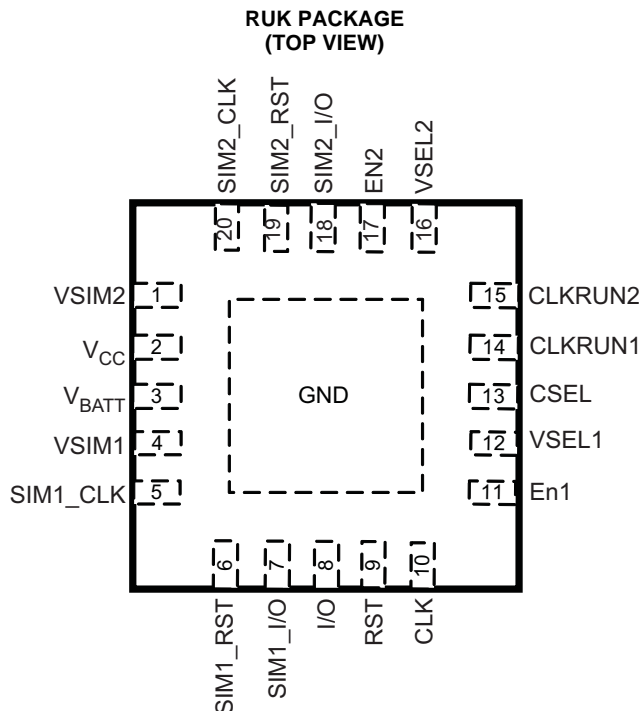 RUK PACKAGE
(TOP VIEW)
SIM2_CLK
SIM2_RST
SIM2_I/O
EN2
VSEL2
20
19
18
17
16
VSIM2 1
VCC 2
VBATT 3
VSIM1 4
SIM1_CLK 5
GND
15 CLKRUN2
14 CLKRUN1
13 CSEL
12 VSEL1
11 En1
6
7
8
9
10
SIM1_RST
SIM1_I/O
I/O
RST
CLK